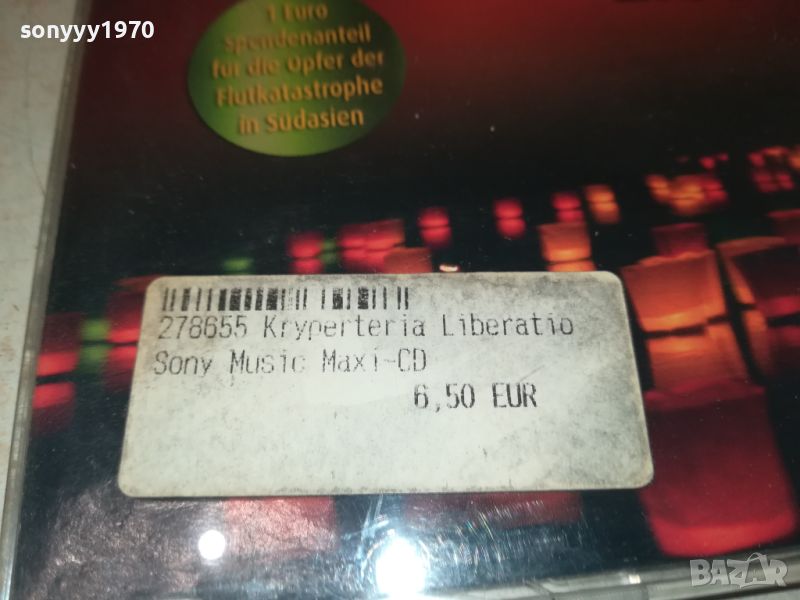 sonyyy1970
1 Euro
Spendenanteil
für die Opfer der
Flutkatastrophe
in Südasien
278655 Kryperteria Liberatio
Sony Music Maxi-CD
6,50 EUR
BAZAR